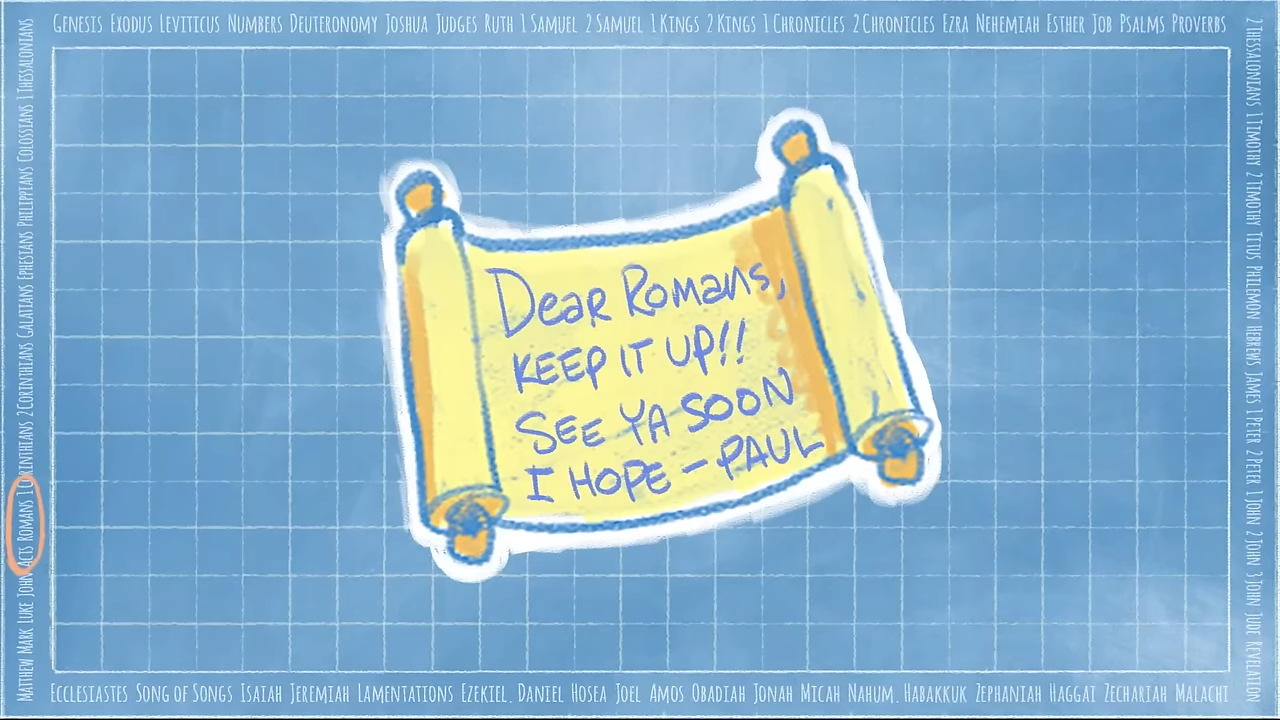 Genesis Exodus Leviticus Numbers Deuteronomy Joshua Judges Ruth 1 Samuel 2 Samuel 1 Kings 2 Kings 1 Chronicles 2 Chronicles Ezra Nehemiah Esther Job Psalms Proverbs
Dear Romans,
KEEP IT UP!!
SEE YA SOON
I HOPE - PAUL
Ecclesiastes Song of Songs Isaiah Jeremiah Lamentations Ezekiel. Daniel Hosea Joel Amos Obadiah Jonah Micah Nahum. Habakkuk Zephaniah Haggai Zechariah Malachi
Matthew Mark Luke John Acts Romans 1 Corinthians 2 Corinthians Galatians Ephesians Philippians Colossians 1 Thessalonians
2 Thessalonians 1 Timothy 2 Timothy Titus Philemon Hebrews James 1 Peter 2 Peter 1 John 2 John 3 John Jude Revelation